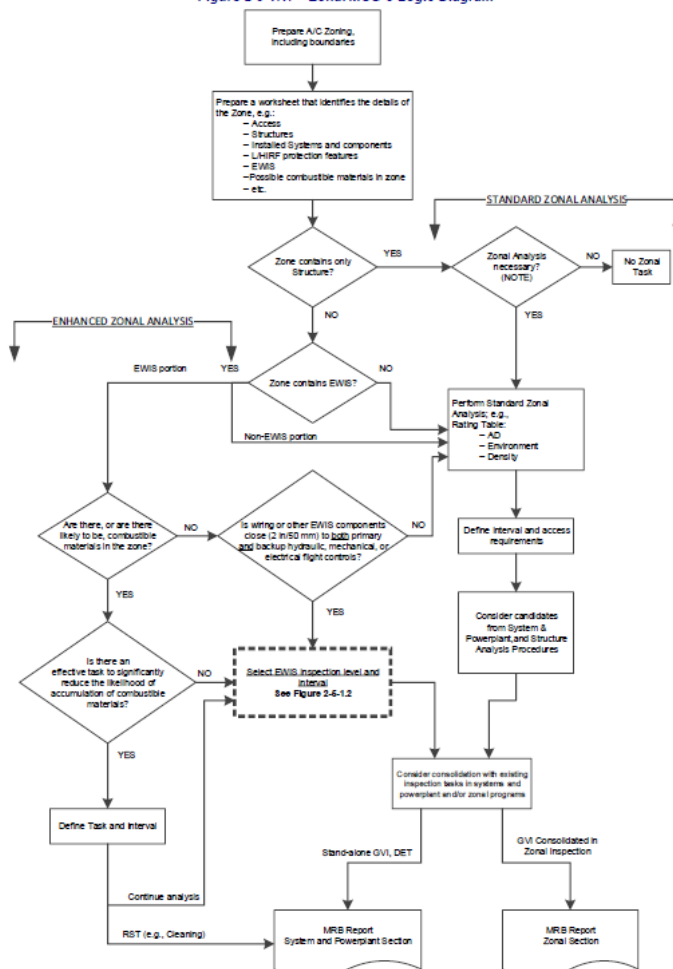 Prepare A/C Zoning,
including boundaries
Prepare a worksheet that identifies the details of
the Zone, e.g.:
– Access
– Structures
– Installed Systems and components
– L/HIRF protection features
– EWIS
–Possible combustible materials in zone
– etc.
STANDARD ZONAL ANALYSIS
Zone contains only
Structure?
YES
Zonal Analysis
necessary?
(NOTE)
NO
No Zonal
Task
NO
YES
ENHANCED ZONAL ANALYSIS
EWIS portion
YES
Zone contains EWIS?
NO
Non-EWIS portion
Perform Standard Zonal
Analysis; e.g.,
Rating Table:
– AD
– Environment
– Density
Are there, or are there
likely to be, combustible
materials in the zone?
NO
Is wiring or other EWIS components
close (2 in/50 mm) to both primary
and backup hydraulic, mechanical, or
electrical flight controls?
NO
Define Interval and access
requirements
YES
YES
Consider candidates
from System &
Powerplant,and Structure
Analysis Procedures
Is there an
effective task to significantly
reduce the likelihood of
accumulation of combustible
materials?
NO
Select EWIS Inspection level and
Interval
See Figure 2-5-1.2
YES
Consider consolidation with existing
inspection tasks in systems and
powerplant and/or zonal programs
Define Task and Interval
Stand-alone GVI, DET
GVI Consolidated in
Zonal Inspection
Continue analysis
RST (e.g., Cleaning)
MRB Report
System and Powerplant Section
MRB Report
Zonal Section